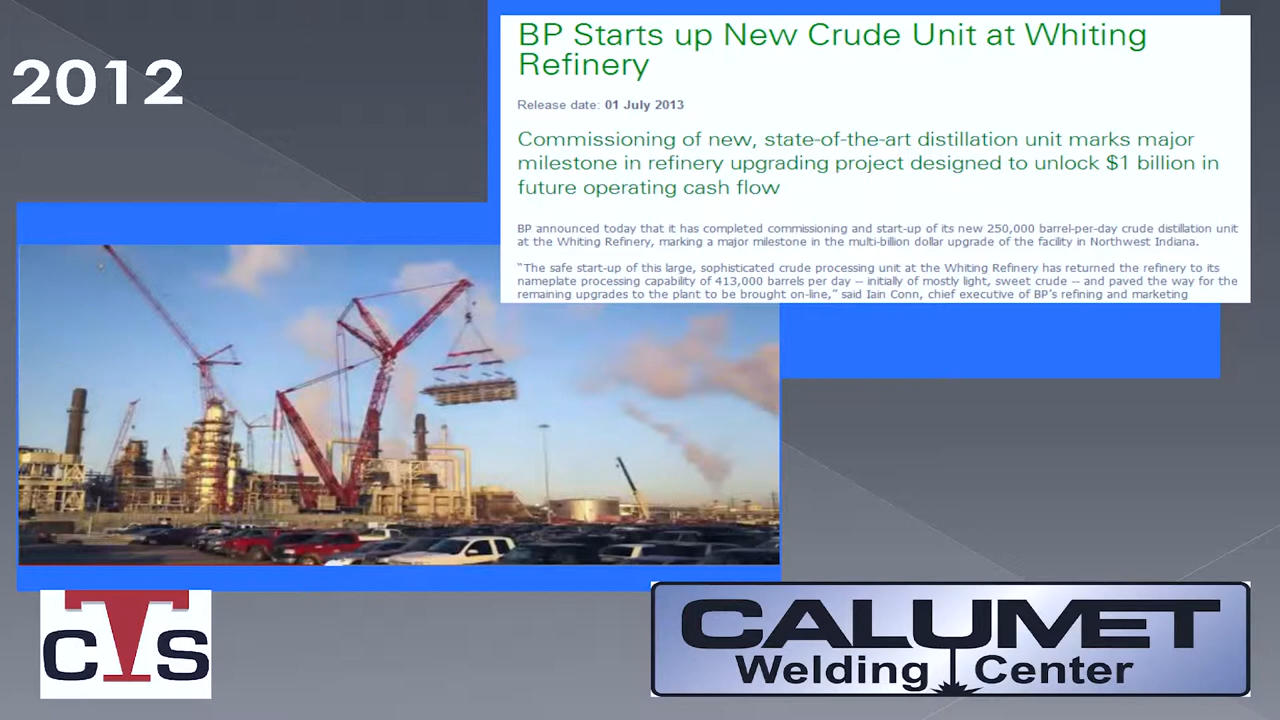 2012
BP Starts up New Crude Unit at Whiting
Refinery
Release date: 01 July 2013
Commissioning of new, state-of-the-art distillation unit marks major
milestone in refinery upgrading project designed to unlock $1 billion in
future operating cash flow
BP announced today that it has completed commissioning and start-up of its new 250,000 barrel-per-day crude distillation unit
at the Whiting Refinery, marking a major milestone in the multi-billion dollar upgrade of the facility in Northwest Indiana.
“The safe start-up of this large, sophisticated crude processing unit at the Whiting Refinery has returned the refinery to its
nameplate processing capability of 413,000 barrels per day -- initially of mostly light, sweet crude -- and paved the way for the
remaining upgrades to the plant to be brought on-line,” said Iain Conn, chief executive of BP’s refining and marketing
CTS
CALUMET
Welding Center